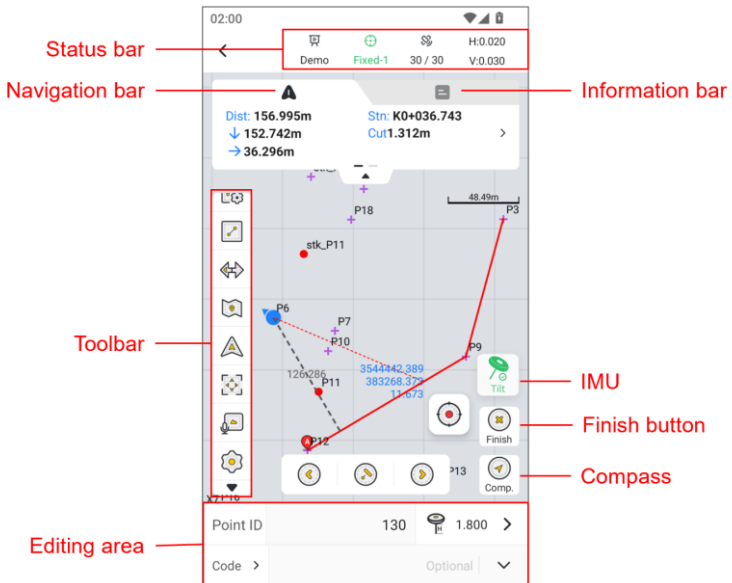 02:00
Status bar
Demo
Fixed-1
30 / 30
H:0.020
V:0.030
Navigation bar
Information bar
Dist: 156.995m
Stn: K0+036.743
152.742m
Cut1.312m
36.296m
48.49m
P18
P3
stk_P11
P6
P7
P10
P9
Toolbar
126.286
3544442.389
383268.373
11.673
P11
Tilt
IMU
P12
Finish
Finish button
P13
Comp.
Compass
Point ID
130
H
1.800
Editing area
Code
Optional